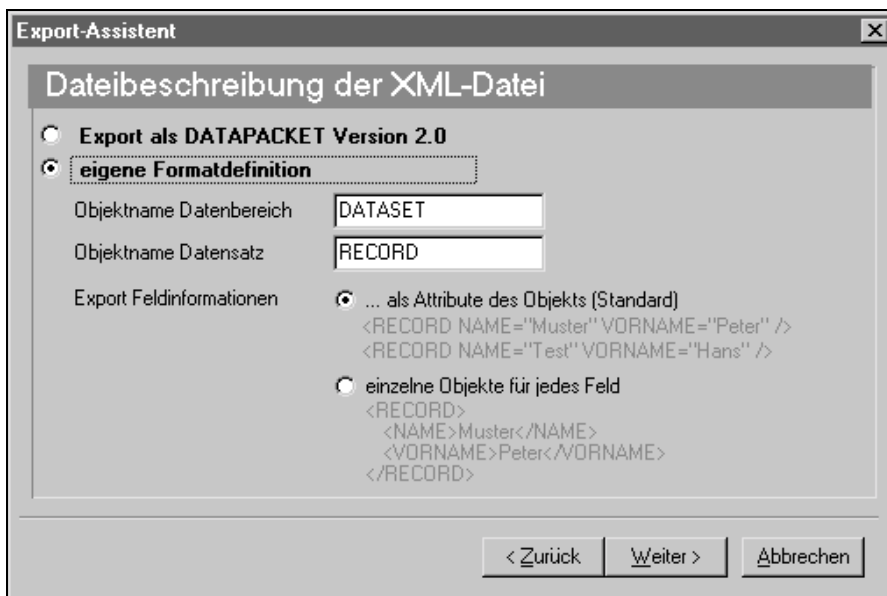 Export-Assistent
Dateibeschreibung der XML-Datei
Export als DATAPACKET Version 2.0
eigene Formatdefinition
Objektname Datenbereich DATASET
Objektname Datensatz RECORD
Export Feldinformationen ... als Attribute des Objekts (Standard)
<RECORD NAME="Muster" VORNAME="Peter" />
<RECORD NAME="Test" VORNAME="Hans" />
einzelne Objekte für jedes Feld
<RECORD>
<NAME>Muster</NAME>
<VORNAME>Peter</VORNAME>
</RECORD>
< Zurück Weiter > Abbrechen